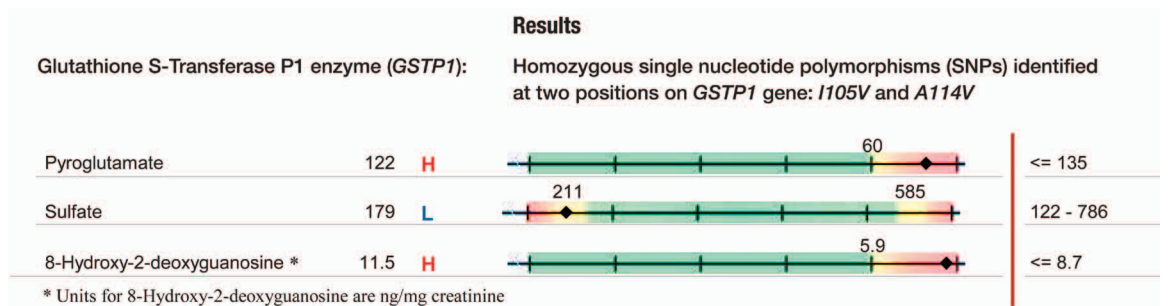 Results
Glutathione S-Transferase P1 enzyme (GSTP1):
Homozygous single nucleotide polymorphisms (SNPs) identified
at two positions on GSTP1 gene: I105V and A114V
Pyroglutamate 122 H 60 <= 135
Sulfate 179 L 211 585 122 - 786
8-Hydroxy-2-deoxyguanosine * 11.5 H 5.9 <= 8.7
* Units for 8-Hydroxy-2-deoxyguanosine are ng/mg creatinine